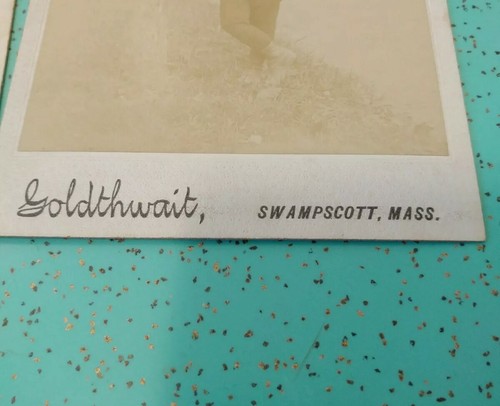 Goldthwait, SWAMPSCOTT, MASS.